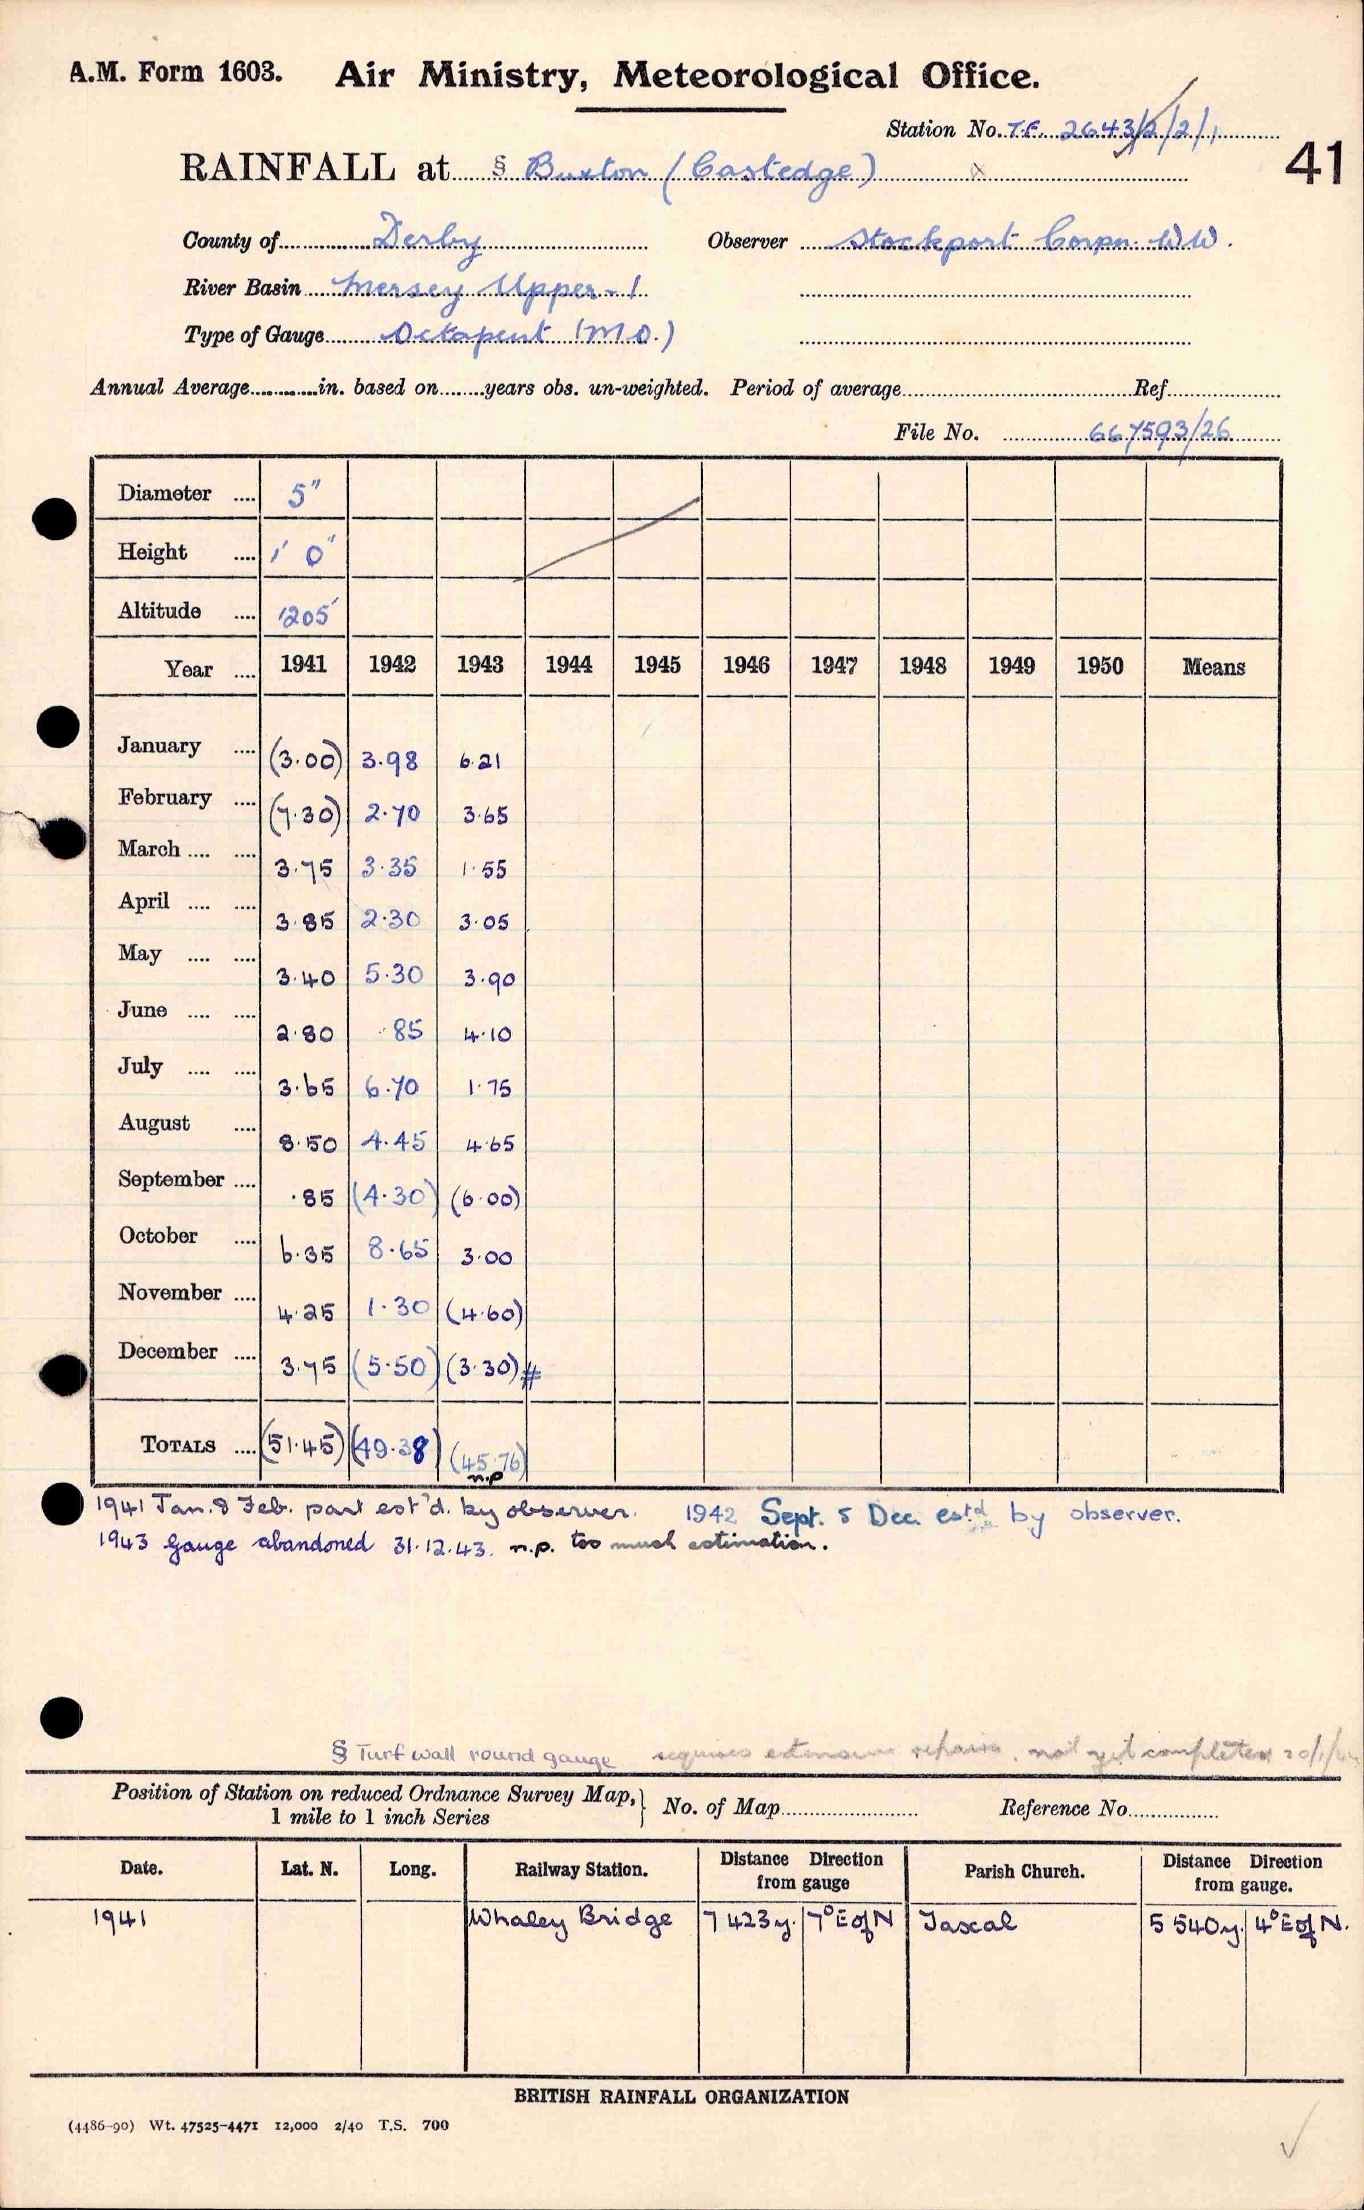 A.M. Form 1603. Air Ministry, Meteorological Office.
Station No. T.F. 2643/2/2/1
41
RAINFALL at § Buxton (Castedge)
County of Derby Observer Stockport Corpn. W.W.
River Basin Mersey Upper - 1
Type of Gauge Octapent (M.O.)
Annual Average in. based on years obs. un-weighted. Period of average Ref.
File No. 667593/26
Diameter 5"
Height 1' 0"
Altitude 1205'
Year 1941 1942 1943 1944 1945 1946 1947 1948 1949 1950 Means
January (3.00) 3.98 6.21
February (7.30) 2.70 3.65
March 3.75 3.35 1.55
April 3.85 2.30 3.05
May 3.40 5.30 3.90
June 2.80 .85 4.10
July 3.65 6.70 1.75
August 8.50 4.45 4.65
September .85 (4.30) (6.00)
October 6.35 8.65 3.00
November 4.25 1.30 (4.60)
December 3.75 (5.50) (3.30) #
TOTALS (51.45) (49.38) (45.76)
n.p
1941 Jan. & Feb. part est'd. by observer. 1942 Sept. & Dec. est'd by observer.
1943 Gauge abandoned 31.12.43. n.p. too much estimation.
§ Turf wall round gauge requires extensive repairs, not yet completed
Position of Station on reduced Ordnance Survey Map, 1 mile to 1 inch Series No. of Map Reference No.
Date. Lat. N. Long. Railway Station. Distance Direction from gauge Parish Church. Distance Direction from gauge.
1941 Whaley Bridge 7423y. 7° E of N Taxal 5540y. 4° E of N.
BRITISH RAINFALL ORGANIZATION
(4486-90) Wt. 47525-4471 12,000 2/40 T.S. 700